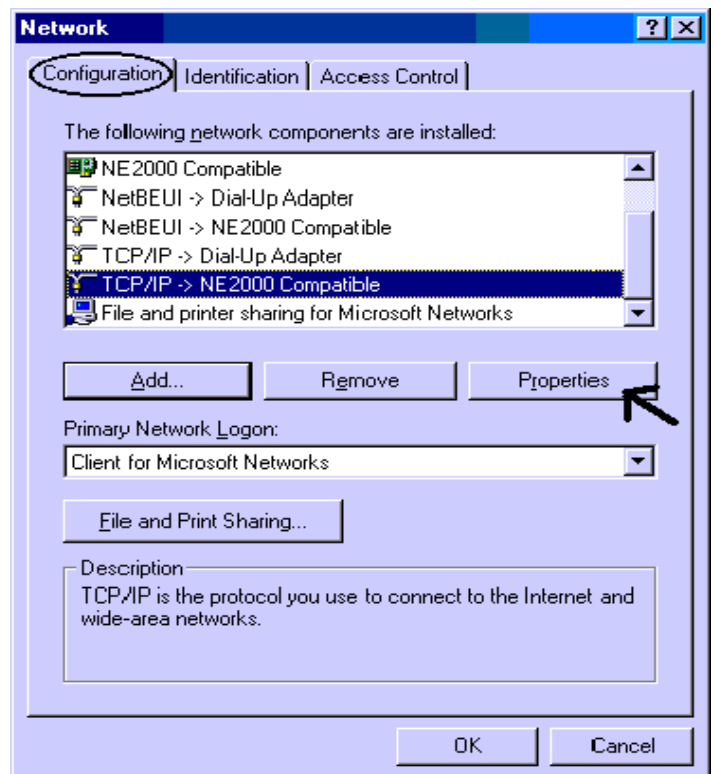 Network
Configuration Identification Access Control
The following network components are installed:
NE2000 Compatible
NetBEUI -> Dial-Up Adapter
NetBEUI -> NE2000 Compatible
TCP/IP -> Dial-Up Adapter
TCP/IP -> NE2000 Compatible
File and printer sharing for Microsoft Networks
Add... Remove Properties
Primary Network Logon:
Client for Microsoft Networks
File and Print Sharing...
Description
TCP/IP is the protocol you use to connect to the Internet and
wide-area networks.
OK Cancel